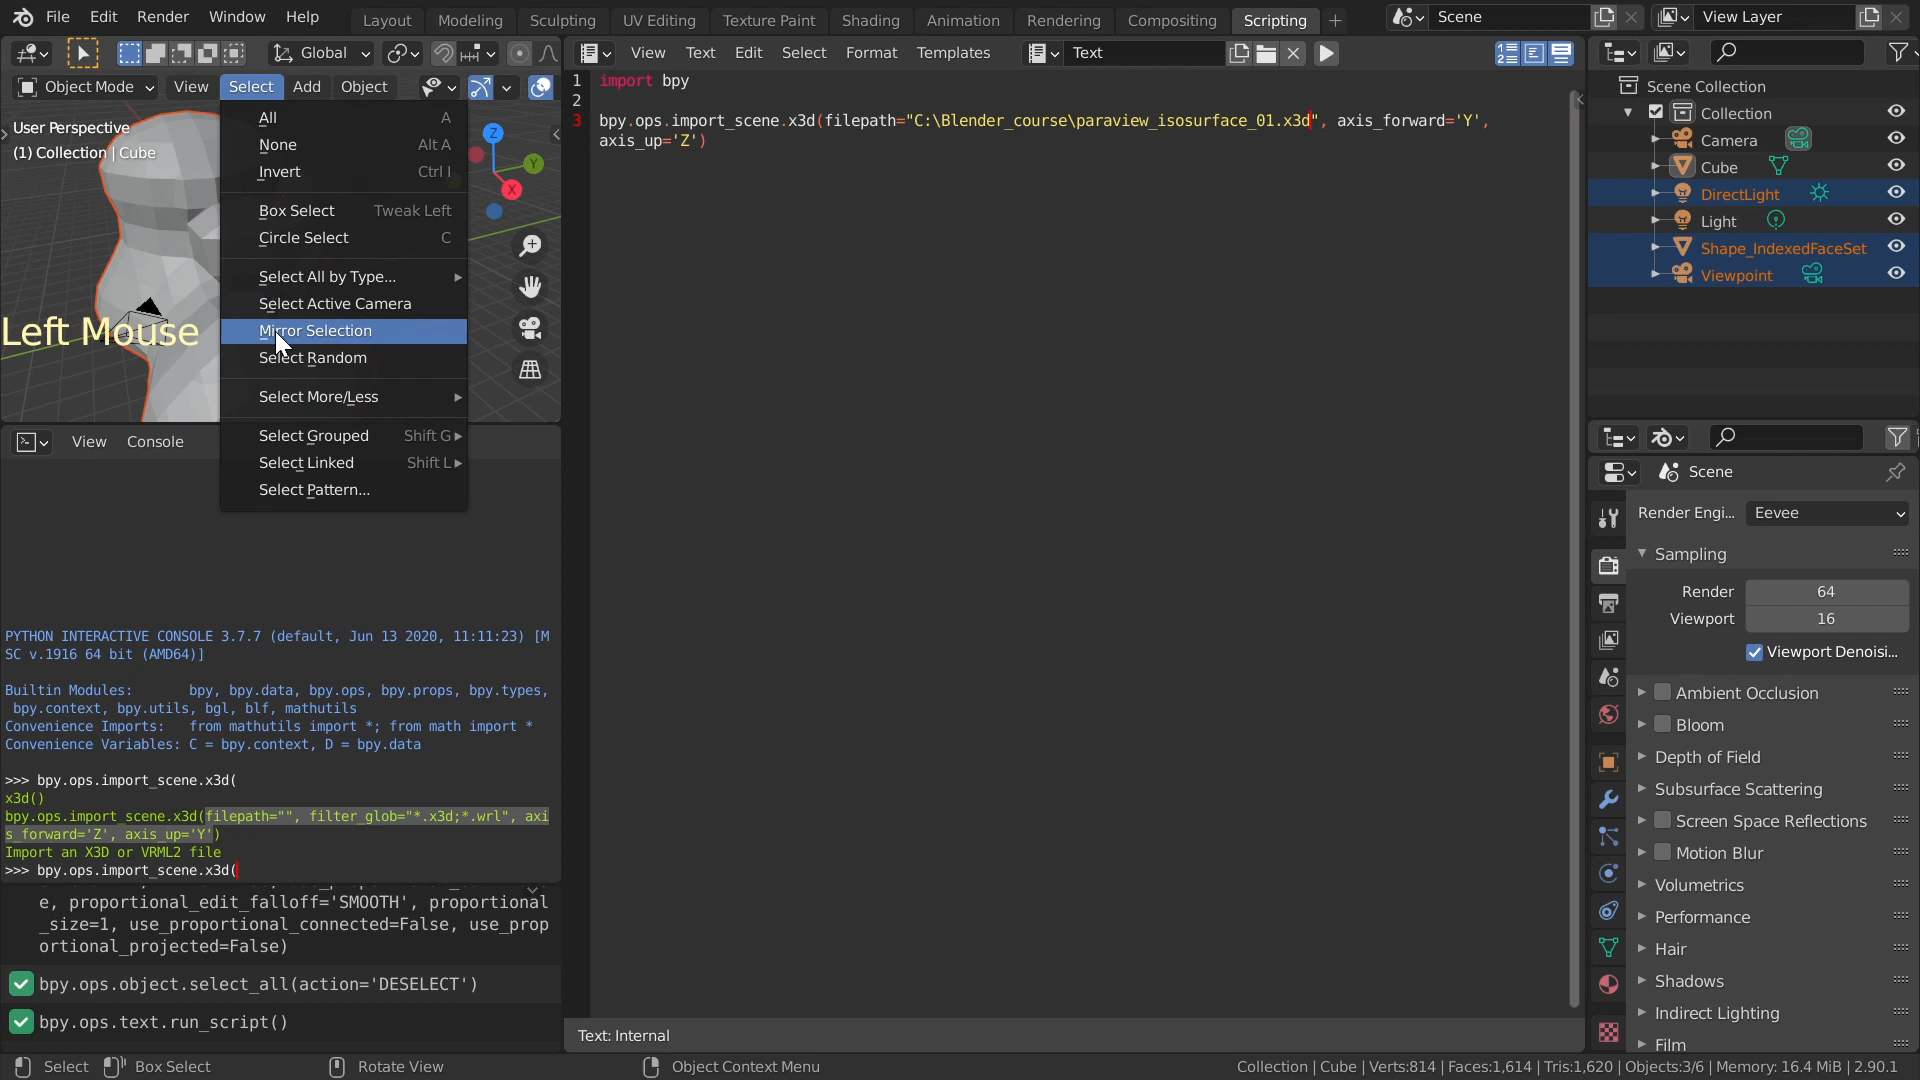 File Edit Render Window Help Layout Modeling Sculpting UV Editing Texture Paint Shading Animation Rendering Compositing Scripting + Scene View Layer
Global View Text Edit Select Format Templates Text
Object Mode View Select Add Object
User Perspective
(1) Collection | Cube
Z
Y
X
Left Mouse
All A
None Alt A
Invert Ctrl I
Box Select Tweak Left
Circle Select C
Select All by Type...
Select Active Camera
Mirror Selection
Select Random
Select More/Less
Select Grouped Shift G
Select Linked Shift L
Select Pattern...
1 import bpy
2
3 bpy.ops.import_scene.x3d(filepath="C:\Blender_course\paraview_isosurface_01.x3d", axis_forward='Y',
axis_up='Z')
Text: Internal
View Console
PYTHON INTERACTIVE CONSOLE 3.7.7 (default, Jun 13 2020, 11:11:23) [M
SC v.1916 64 bit (AMD64)]
Builtin Modules: bpy, bpy.data, bpy.ops, bpy.props, bpy.types,
bpy.context, bpy.utils, bgl, blf, mathutils
Convenience Imports: from mathutils import *; from math import *
Convenience Variables: C = bpy.context, D = bpy.data
>>> bpy.ops.import_scene.x3d(
x3d()
bpy.ops.import_scene.x3d(filepath="", filter_glob="*.x3d;*.wrl", axi
s_forward='Z', axis_up='Y')
Import an X3D or VRML2 file
>>> bpy.ops.import_scene.x3d(
e, proportional_edit_falloff='SMOOTH', proportional
_size=1, use_proportional_connected=False, use_prop
ortional_projected=False)
bpy.ops.object.select_all(action='DESELECT')
bpy.ops.text.run_script()
Scene Collection
Collection
Camera
Cube
DirectLight
Light
Shape_IndexedFaceSet
Viewpoint
Scene
Render Engi... Eevee
Sampling
Render 64
Viewport 16
Viewport Denoisi...
Ambient Occlusion
Bloom
Depth of Field
Subsurface Scattering
Screen Space Reflections
Motion Blur
Volumetrics
Performance
Hair
Shadows
Indirect Lighting
Film
Select Box Select Rotate View Object Context Menu Collection | Cube | Verts:814 | Faces:1,614 | Tris:1,620 | Objects:3/6 | Memory: 16.4 MiB | 2.90.1